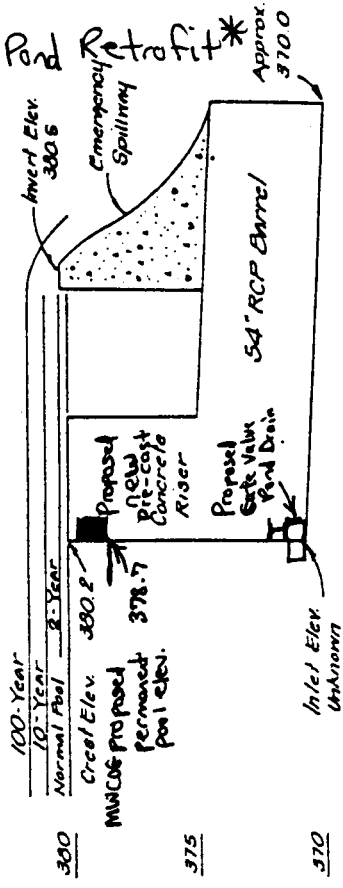 Pond Retrofit*
Invert Elev.
380.5
Emergency
Spillway
Approx.
370.0
100-Year
10-Year
Normal Pool 2-Year
Crest Elev. 380.2
MWCOG proposed
permanent
pool elev.
378.7
Proposed
new
Pre-cast
Concrete
Riser
54" RCP Barrel
Proposed
Gate Valve
Pond Drain
Inlet Elev.
Unknown
380
375
370